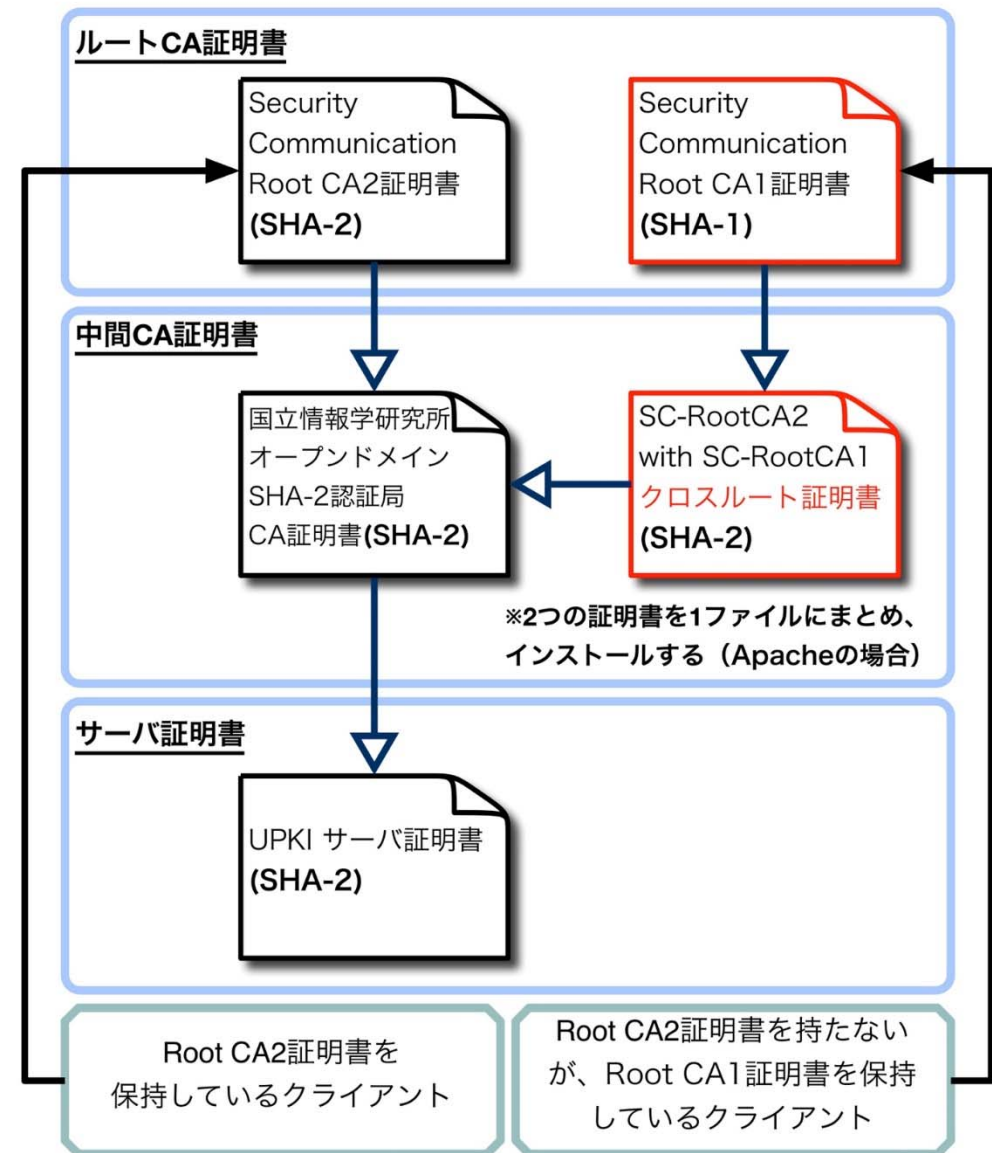 ルートCA証明書
Security
Communication
Root CA2証明書
(SHA-2)
Security
Communication
Root CA1証明書
(SHA-1)
中間CA証明書
国立情報学研究所
オープンドメイン
SHA-2認証局
CA証明書(SHA-2)
SC-RootCA2
with SC-RootCA1
クロスルート証明書
(SHA-2)
※2つの証明書を1ファイルにまとめ、
インストールする（Apacheの場合）
サーバ証明書
UPKI サーバ証明書
(SHA-2)
Root CA2証明書を
保持しているクライアント
Root CA2証明書を持たない
が、Root CA1証明書を保持
しているクライアント